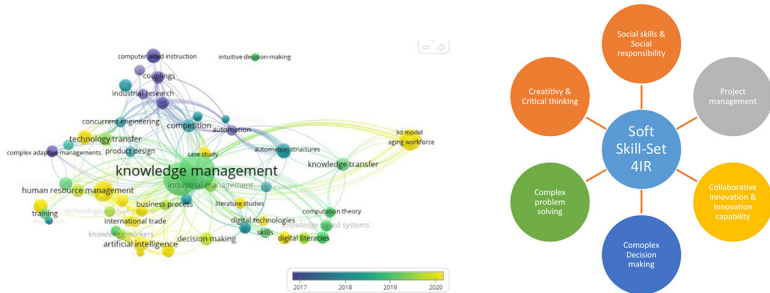 computer aided instruction
intuitive decision-making
couplings
industrial research
concurrent engineering
competition
automation
technology transfer
3d model
aging workforce
complex adaptive managements
product design
case study
automation structures
knowledge transfer
knowledge management
industrial management
human resource management
business process
literature studies
training
international trade
digital technologies
computation theory
knowledge based systems
knowledge workers
skills
artificial intelligence
decision making
digital literacies
2017 2018 2019 2020
Social skills &
Social
responsibility
Creatitivy &
Critical thinking
Project
management
Soft
Skill-Set
4IR
Complex
problem
solving
Collaborative
innovation &
Innovation
capability
Comoplex
Decision
making